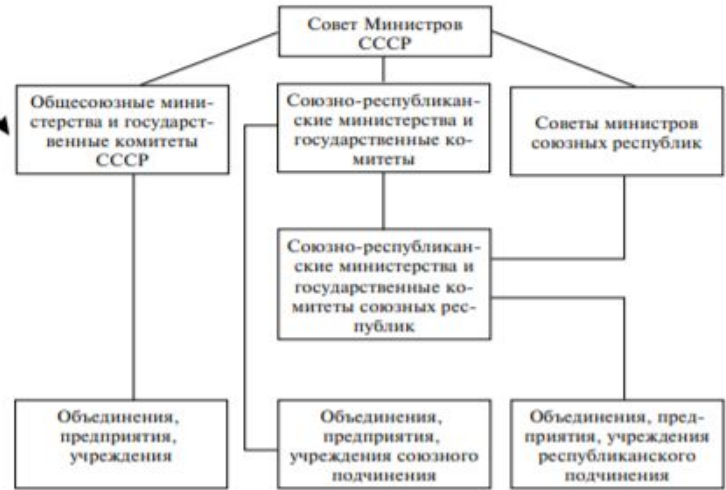 Совет Министров
СССР
Общесоюзные мини-
стерства и государст-
венные комитеты
СССР
Союзно-республикан-
ские министерства и
государственные ко-
митеты
Советы министров
союзных республик
Союзно-республикан-
ские министерства и
государственные ко-
митеты союзных рес-
публик
Объединения,
предприятия,
учреждения
Объединения,
предприятия,
учреждения союзного
подчинения
Объединения, пред-
приятия, учреждения
республиканского
подчинения